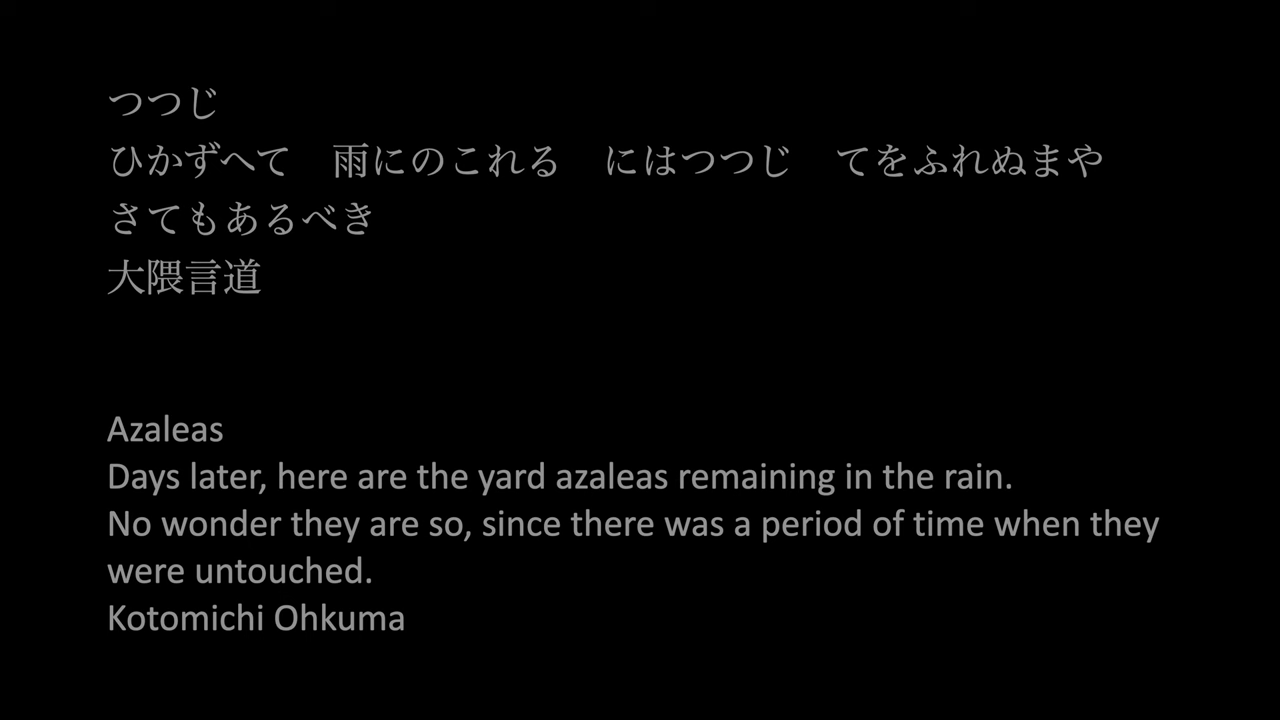 つつじ
ひかずへて　雨にのこれる　にはつつじ　てをふれぬまや
さてもあるべき
大隈言道
Azaleas
Days later, here are the yard azaleas remaining in the rain.
No wonder they are so, since there was a period of time when they
were untouched.
Kotomichi Ohkuma